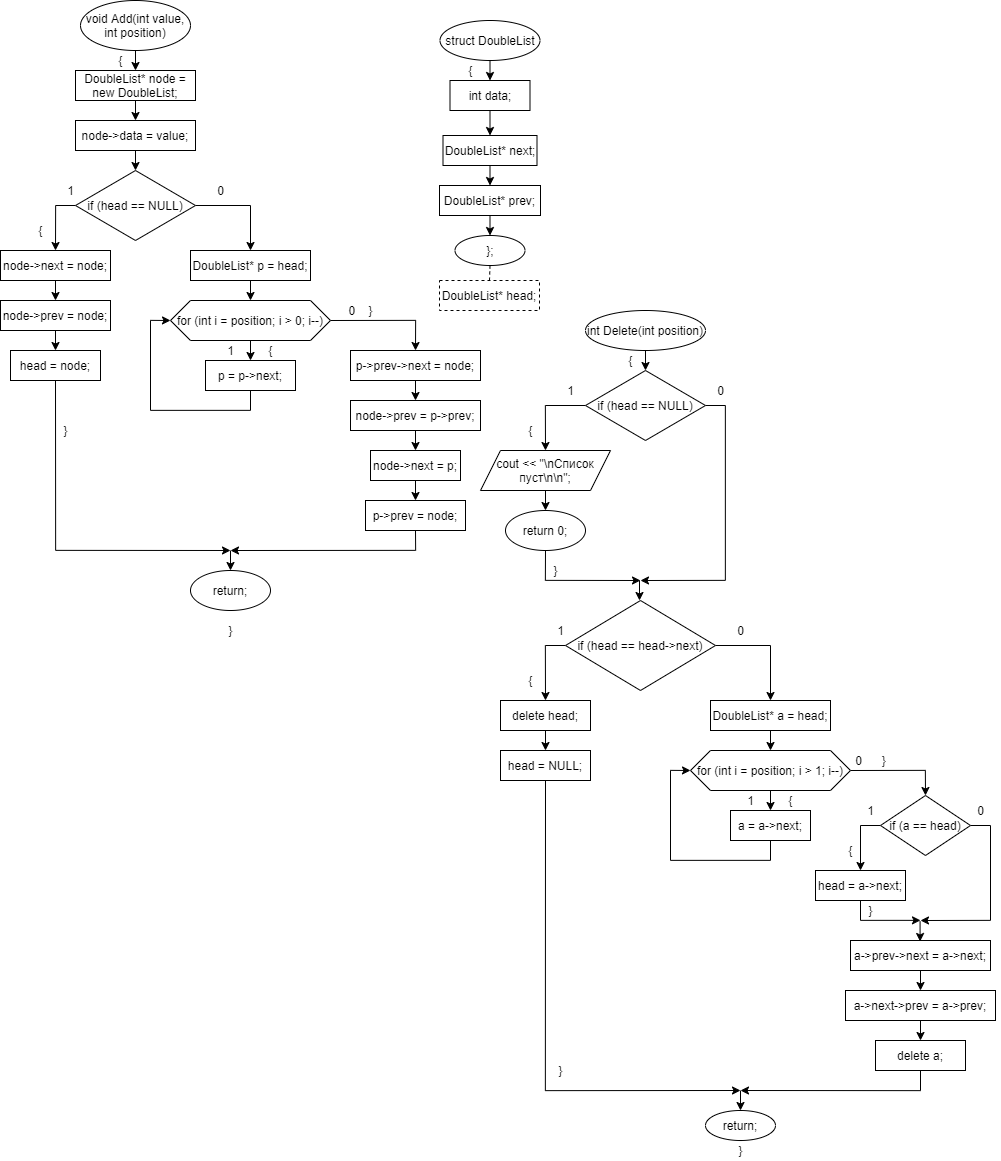 void Add(int value,
int position)
{
DoubleList* node =
new DoubleList;
node->data = value;
if (head == NULL)
1
0
{
node->next = node;
node->prev = node;
head = node;
}
DoubleList* p = head;
for (int i = position; i > 0; i--)
1
{
p = p->next;
0
}
p->prev->next = node;
node->prev = p->prev;
node->next = p;
p->prev = node;
return;
}
struct DoubleList
{
int data;
DoubleList* next;
DoubleList* prev;
};
DoubleList* head;
int Delete(int position)
{
if (head == NULL)
1
0
{
cout << "\nСписок
пуст\n\n";
return 0;
}
if (head == head->next)
1
0
{
delete head;
head = NULL;
}
DoubleList* a = head;
for (int i = position; i > 1; i--)
1
{
a = a->next;
0
}
if (a == head)
1
0
{
head = a->next;
}
a->prev->next = a->next;
a->next->prev = a->prev;
delete a;
return;
}